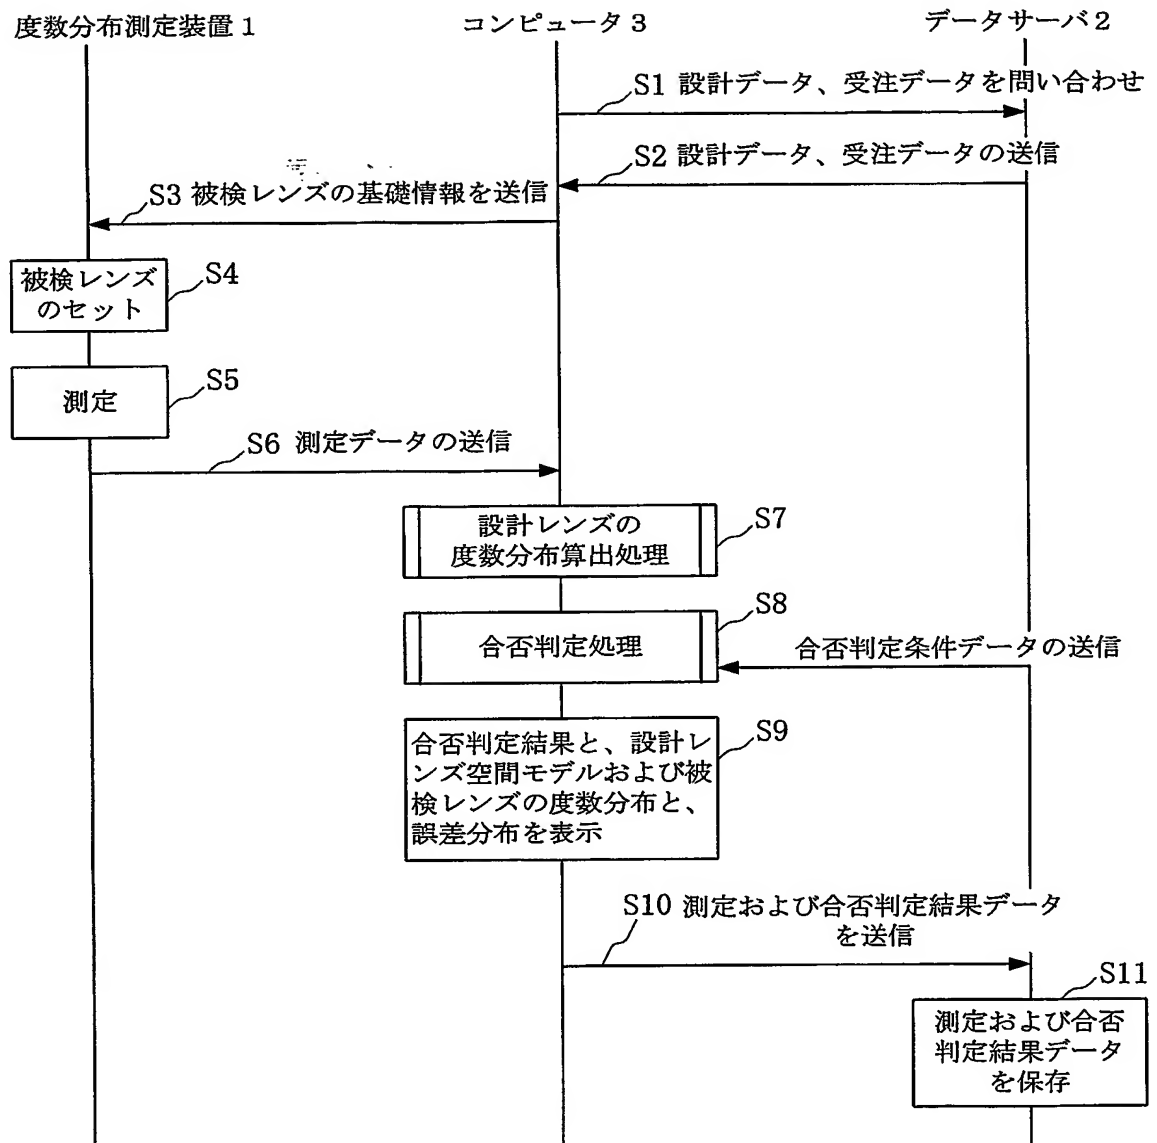 度数分布測定装置1
コンピュータ3
データサーバ2
S1 設計データ、受注データを問い合わせ
S2 設計データ、受注データの送信
S3 被検レンズの基礎情報を送信
被検レンズ
のセット
S4
測定
S5
S6 測定データの送信
設計レンズの
度数分布算出処理
S7
合否判定処理
S8
合否判定条件データの送信
合否判定結果と、設計レ
ンズ空間モデルおよび被
検レンズの度数分布と、
誤差分布を表示
S9
S10 測定および合否判定結果データ
を送信
S11
測定および合否
判定結果データ
を保存